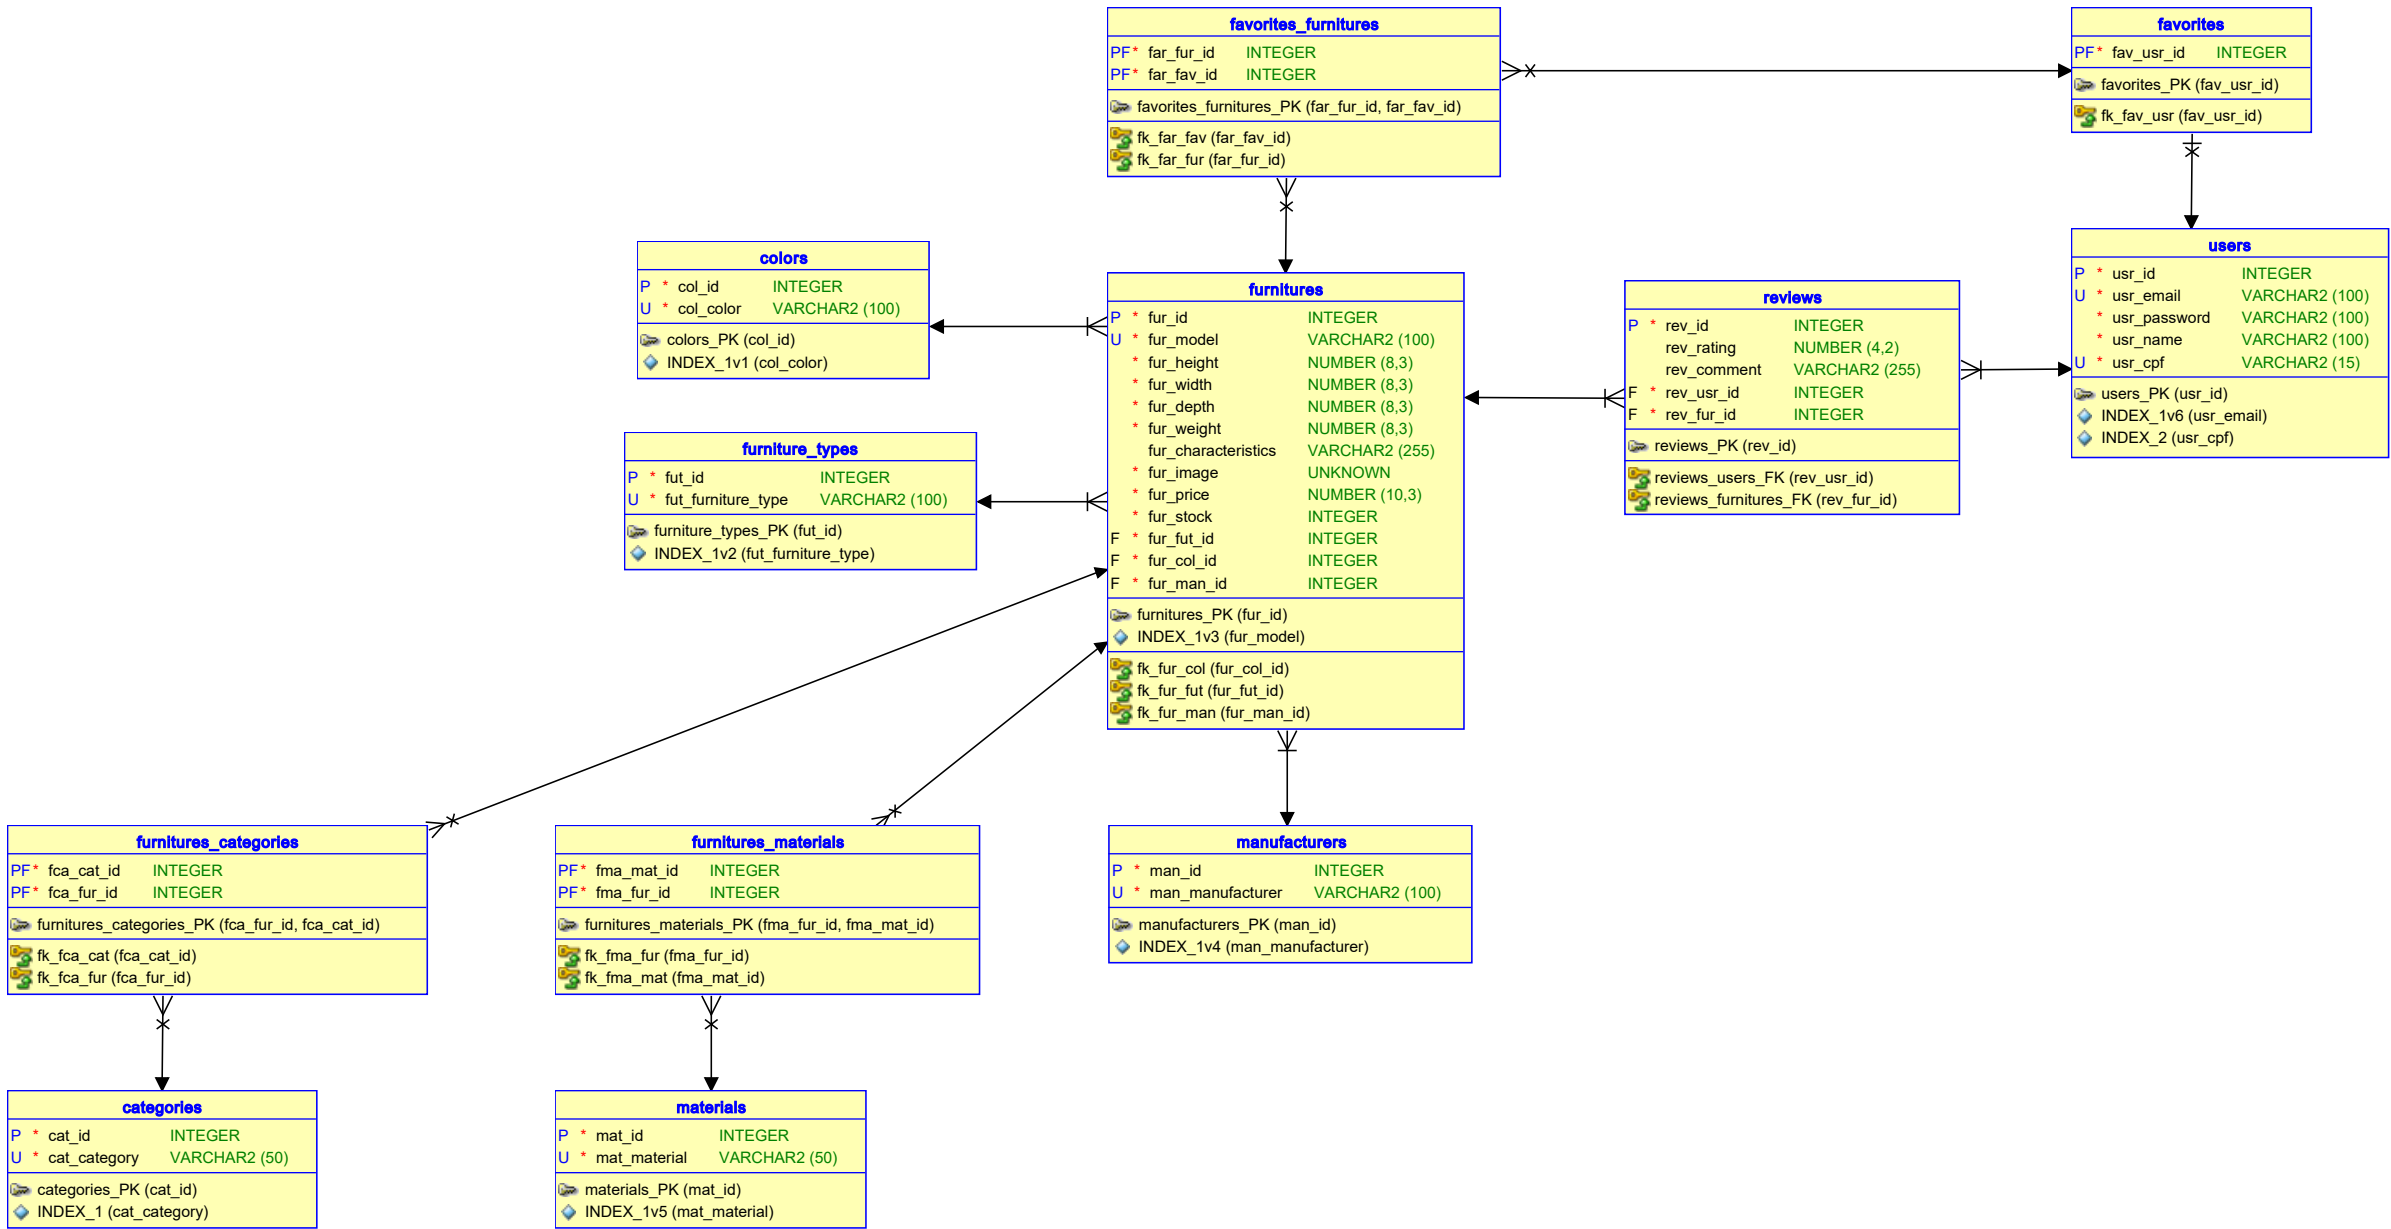 favorites_furnitures
PF* far_fur_id INTEGER
PF* far_fav_id INTEGER
favorites_furnitures_PK (far_fur_id, far_fav_id)
fk_far_fav (far_fav_id)
fk_far_fur (far_fur_id)
favorites
PF* fav_usr_id INTEGER
favorites_PK (fav_usr_id)
fk_fav_usr (fav_usr_id)
colors
P * col_id INTEGER
U * col_color VARCHAR2 (100)
colors_PK (col_id)
INDEX_1v1 (col_color)
furnitures
P * fur_id INTEGER
U * fur_model VARCHAR2 (100)
* fur_height NUMBER (8,3)
* fur_width NUMBER (8,3)
* fur_depth NUMBER (8,3)
* fur_weight NUMBER (8,3)
fur_characteristics VARCHAR2 (255)
* fur_image UNKNOWN
* fur_price NUMBER (10,3)
* fur_stock INTEGER
F * fur_fut_id INTEGER
F * fur_col_id INTEGER
F * fur_man_id INTEGER
furnitures_PK (fur_id)
INDEX_1v3 (fur_model)
fk_fur_col (fur_col_id)
fk_fur_fut (fur_fut_id)
fk_fur_man (fur_man_id)
reviews
P * rev_id INTEGER
rev_rating NUMBER (4,2)
rev_comment VARCHAR2 (255)
F * rev_usr_id INTEGER
F * rev_fur_id INTEGER
reviews_PK (rev_id)
reviews_users_FK (rev_usr_id)
reviews_furnitures_FK (rev_fur_id)
users
P * usr_id INTEGER
U * usr_email VARCHAR2 (100)
* usr_password VARCHAR2 (100)
* usr_name VARCHAR2 (100)
U * usr_cpf VARCHAR2 (15)
users_PK (usr_id)
INDEX_1v6 (usr_email)
INDEX_2 (usr_cpf)
furniture_types
P * fut_id INTEGER
U * fut_furniture_type VARCHAR2 (100)
furniture_types_PK (fut_id)
INDEX_1v2 (fut_furniture_type)
furnitures_categories
PF* fca_cat_id INTEGER
PF* fca_fur_id INTEGER
furnitures_categories_PK (fca_fur_id, fca_cat_id)
fk_fca_cat (fca_cat_id)
fk_fca_fur (fca_fur_id)
furnitures_materials
PF* fma_mat_id INTEGER
PF* fma_fur_id INTEGER
furnitures_materials_PK (fma_fur_id, fma_mat_id)
fk_fma_fur (fma_fur_id)
fk_fma_mat (fma_mat_id)
manufacturers
P * man_id INTEGER
U * man_manufacturer VARCHAR2 (100)
manufacturers_PK (man_id)
INDEX_1v4 (man_manufacturer)
categories
P * cat_id INTEGER
U * cat_category VARCHAR2 (50)
categories_PK (cat_id)
INDEX_1 (cat_category)
materials
P * mat_id INTEGER
U * mat_material VARCHAR2 (50)
materials_PK (mat_id)
INDEX_1v5 (mat_material)